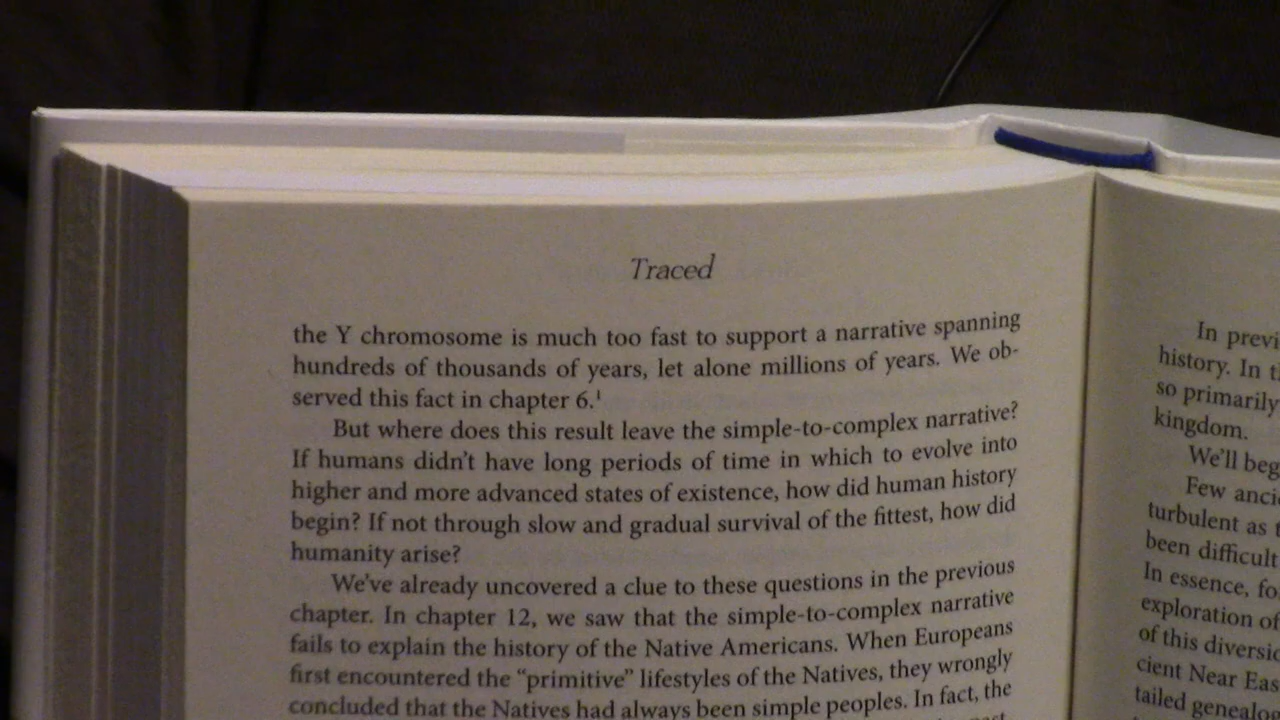 Traced
the Y chromosome is much too fast to support a narrative spanning
hundreds of thousands of years, let alone millions of years. We ob-
served this fact in chapter 6.¹
But where does this result leave the simple-to-complex narrative?
If humans didn't have long periods of time in which to evolve into
higher and more advanced states of existence, how did human history
begin? If not through slow and gradual survival of the fittest, how did
humanity arise?
We've already uncovered a clue to these questions in the previous
chapter. In chapter 12, we saw that the simple-to-complex narrative
fails to explain the history of the Native Americans. When Europeans
first encountered the “primitive” lifestyles of the Natives, they wrongly
concluded that the Natives had always been simple peoples. In fact, the
In previ
history. In t
so primarily
kingdom.
We'll beg
Few anci
turbulent as t
been difficult
In essence, fo
exploration of
of this diversi
cient Near Eas
tailed genealo